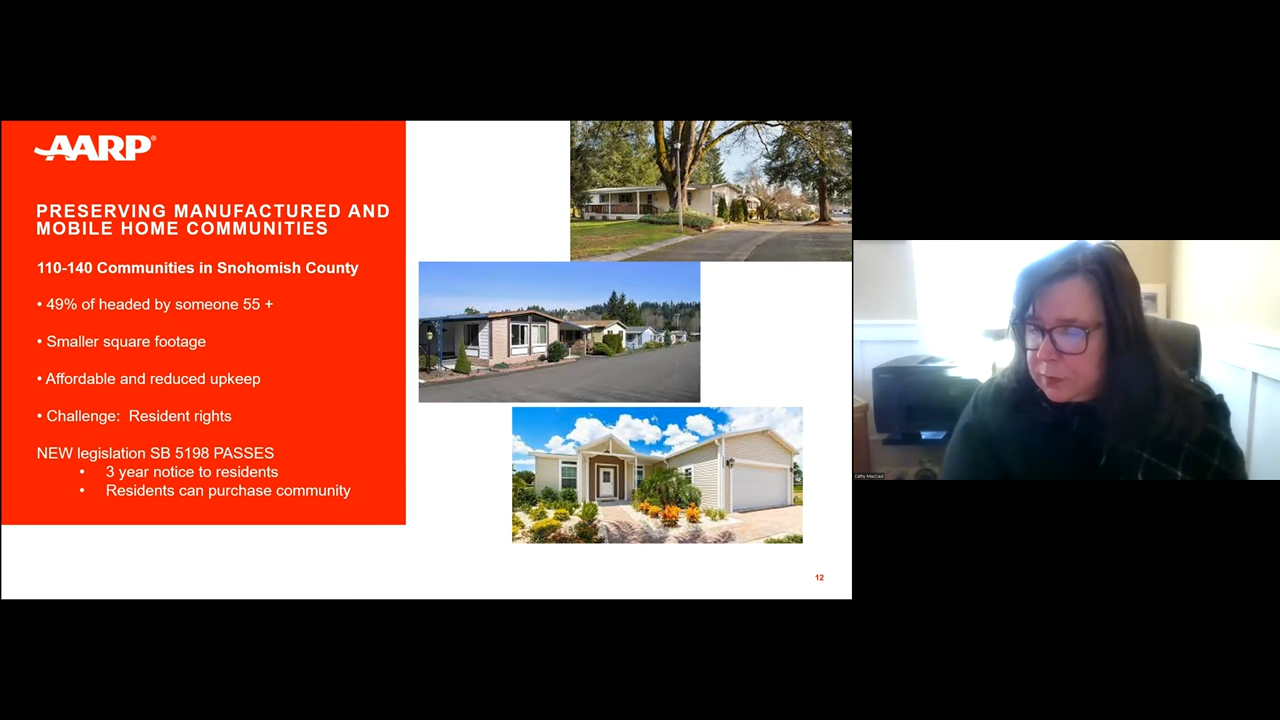 AARP®
PRESERVING MANUFACTURED AND
MOBILE HOME COMMUNITIES
110-140 Communities in Snohomish County
• 49% of headed by someone 55 +
• Smaller square footage
• Affordable and reduced upkeep
• Challenge: Resident rights
NEW legislation SB 5198 PASSES
• 3 year notice to residents
• Residents can purchase community
12
Cathy MacCaul